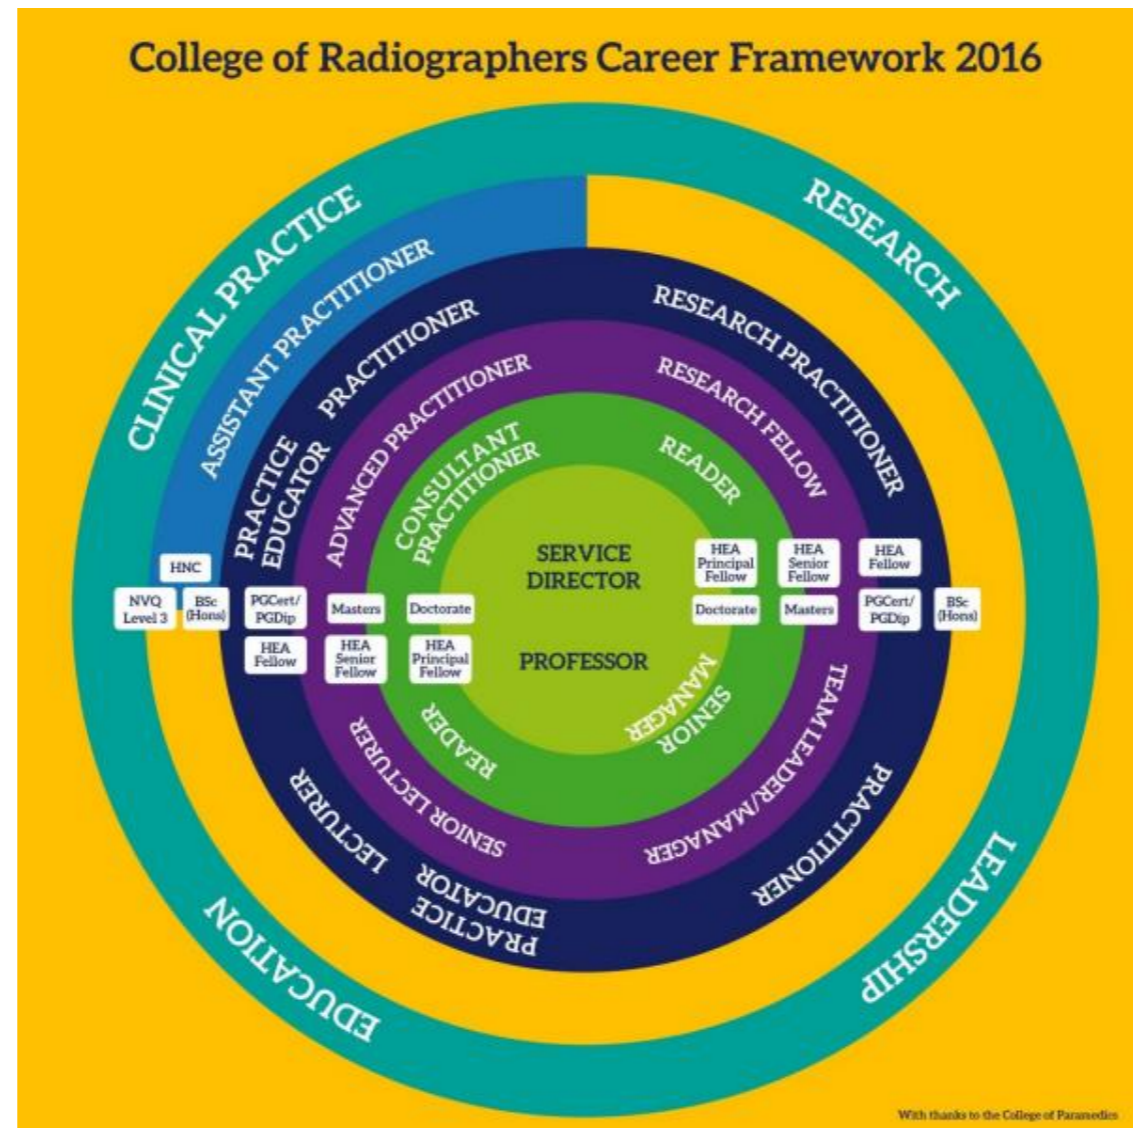 College of Radiographers Career Framework 2016
CLINICAL PRACTICE
RESEARCH
ASSISTANT PRACTITIONER
PRACTITIONER
RESEARCH PRACTITIONER
PRACTICE
EDUCATOR
ADVANCED PRACTITIONER
RESEARCH FELLOW
CONSULTANT
PRACTITIONER
READER
SERVICE
DIRECTOR
PROFESSOR
HNC
NVQ
Level 3
BSc
(Hons)
PGCert/
PGDip
Masters
Doctorate
HEA
Fellow
HEA
Senior
Fellow
HEA
Principal
Fellow
HEA
Principal
Fellow
HEA
Senior
Fellow
HEA
Fellow
Doctorate
Masters
PGCert/
PGDip
BSc
(Hons)
READER
SENIOR
MANAGER
SENIOR LECTURER
TEAM LEADER/MANAGER
LECTURER
PRACTICE
EDUCATOR
PRACTITIONER
EDUCATION
LEADERSHIP
With thanks to the College of Paramedics